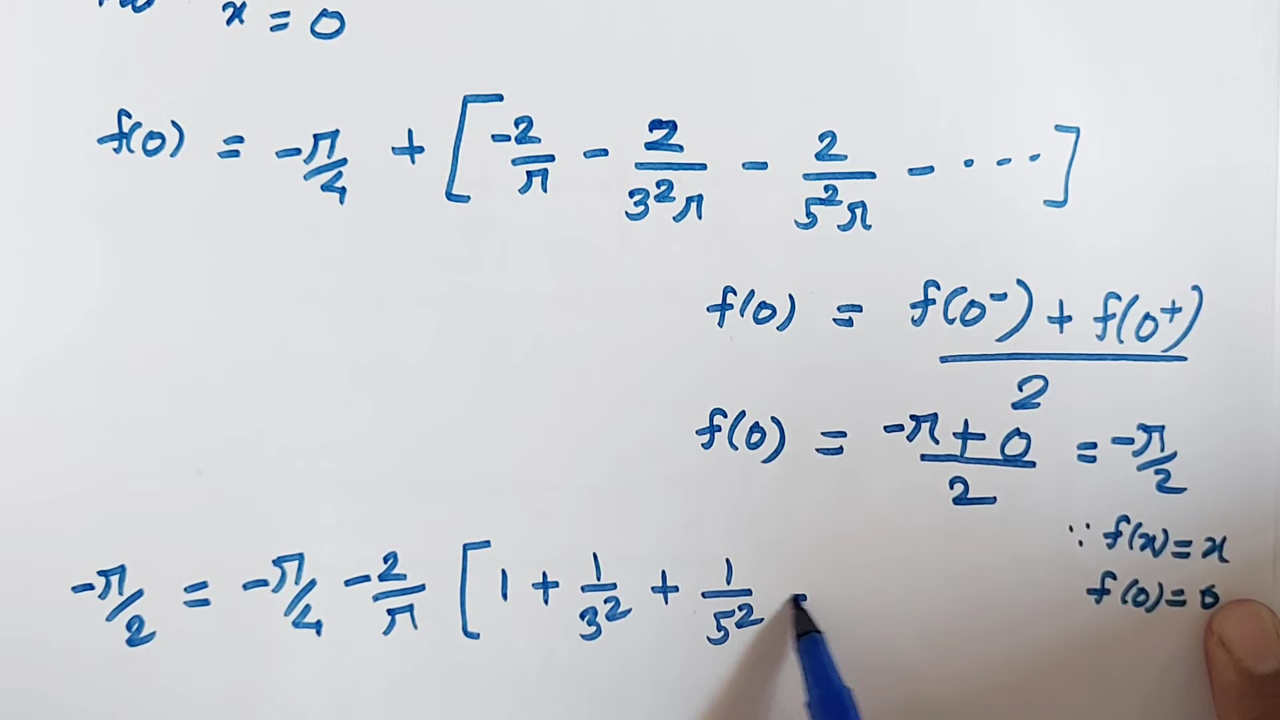 x = 0
f(0) = -π/4 + [ -2/π - 2/3²π - 2/5²π - ···· ]
f(0) = f(0⁻) + f(0⁺) / 2
f(0) = -π + 0 / 2 = -π/2
∵ f(x) = x
f(0) = 0
-π/2 = -π/4 - 2/π [ 1 + 1/3² + 1/5²